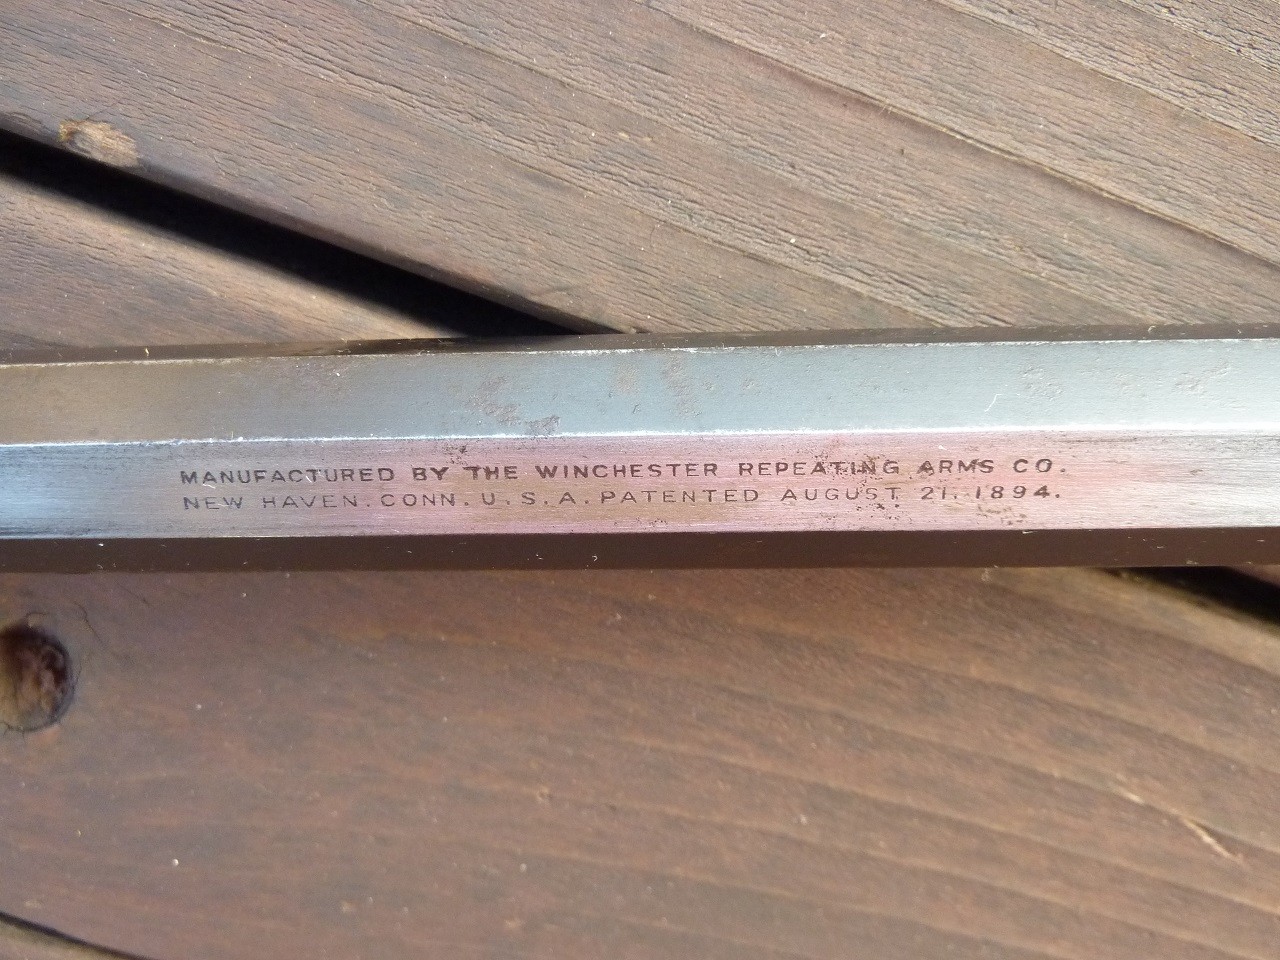 MANUFACTURED BY THE WINCHESTER REPEATING ARMS CO.
NEW HAVEN. CONN. U. S. A. PATENTED AUGUST 21. 1894.